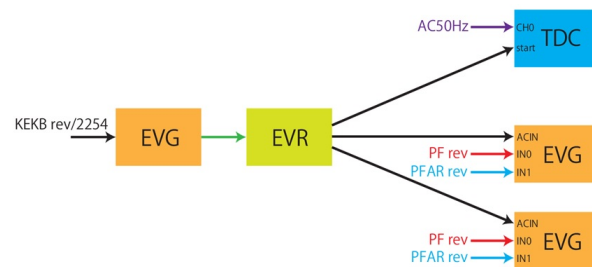 AC50Hz
CH0
TDC
start
KEKB rev/2254
EVG
EVR
ACIN
PF rev
IN0
EVG
PFAR rev
IN1
ACIN
PF rev
IN0
EVG
PFAR rev
IN1